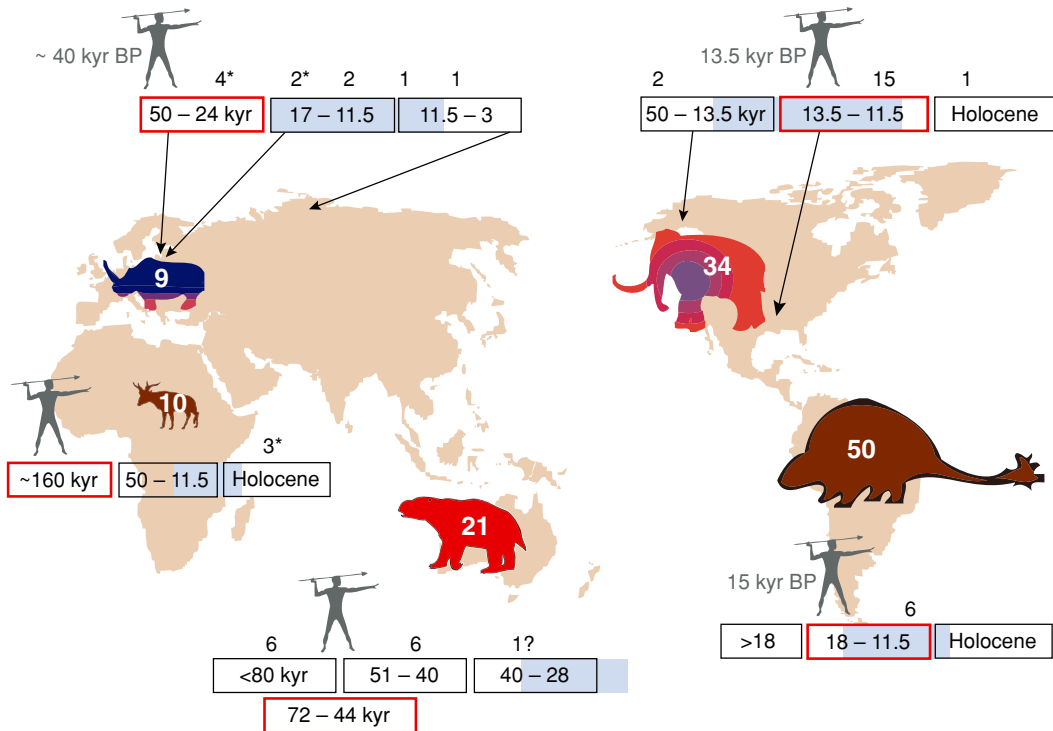 ~ 40 kyr BP
13.5 kyr BP
4* 2* 2 1 1
2 15 1
50 – 24 kyr 17 – 11.5 11.5 – 3
50 – 13.5 kyr 13.5 – 11.5 Holocene
9
34
10
50
3*
~160 kyr 50 – 11.5 Holocene
21
15 kyr BP
6
>18 18 – 11.5 Holocene
6 6 1?
<80 kyr 51 – 40 40 – 28
72 – 44 kyr